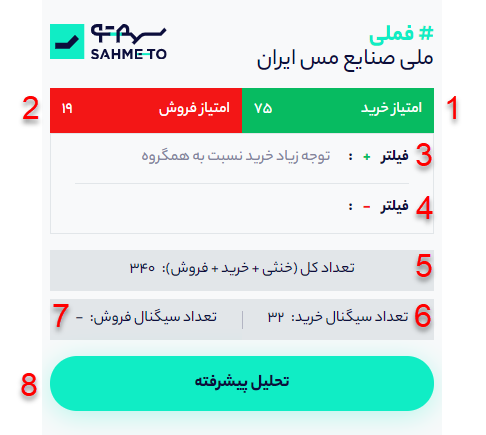 # فملی
سهم تو
SAHMETO
ملی صنایع مس ایران
1
امتیاز خرید ۷۵
امتیاز فروش ۱۹
2
3
فیلتر + : توجه زیاد خرید نسبت به همگروه
4
فیلتر - :
5
تعداد کل (خنثی + خرید + فروش): ۳۴۰
6
تعداد سیگنال خرید: ۳۲
تعداد سیگنال فروش: -
7
تحلیل پیشرفته
8